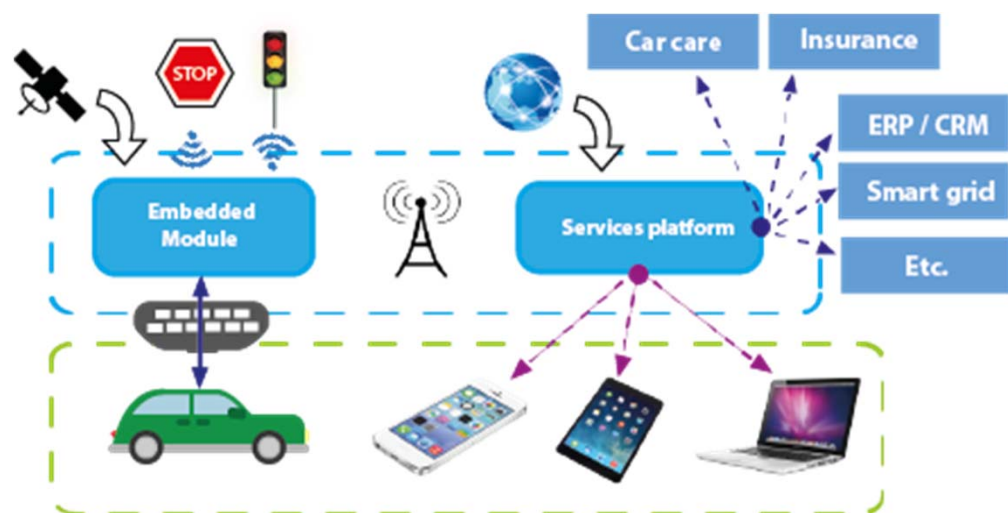 Car care
Insurance
STOP
ERP / CRM
Embedded
Module
Services platform
Smart grid
Etc.